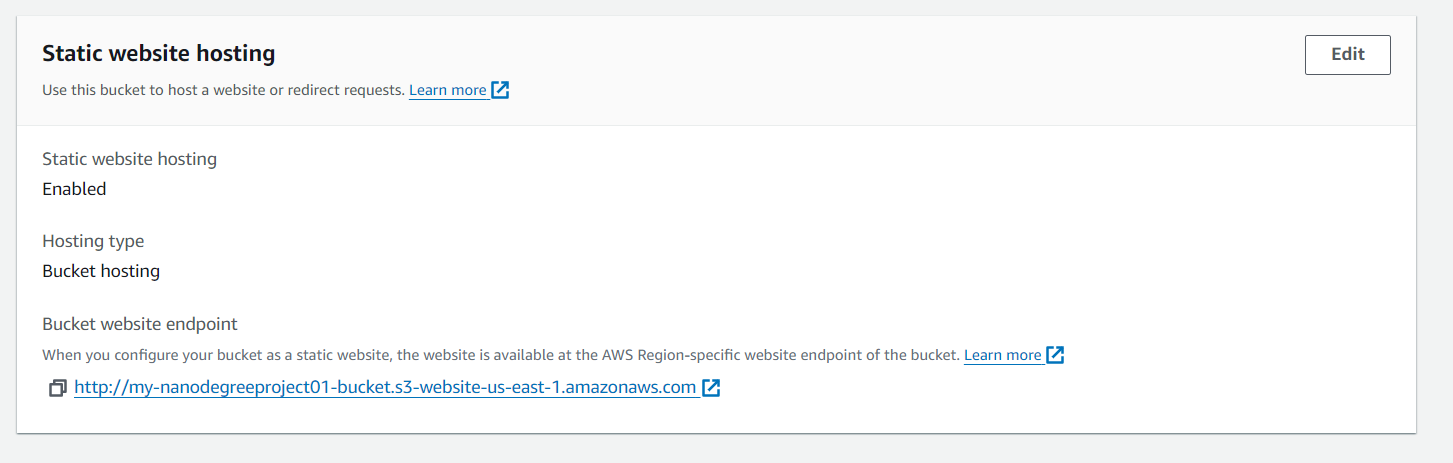 Static website hosting
Edit
Use this bucket to host a website or redirect requests. Learn more
Static website hosting
Enabled
Hosting type
Bucket hosting
Bucket website endpoint
When you configure your bucket as a static website, the website is available at the AWS Region-specific website endpoint of the bucket. Learn more
http://my-nanodegreeproject01-bucket.s3-website-us-east-1.amazonaws.com